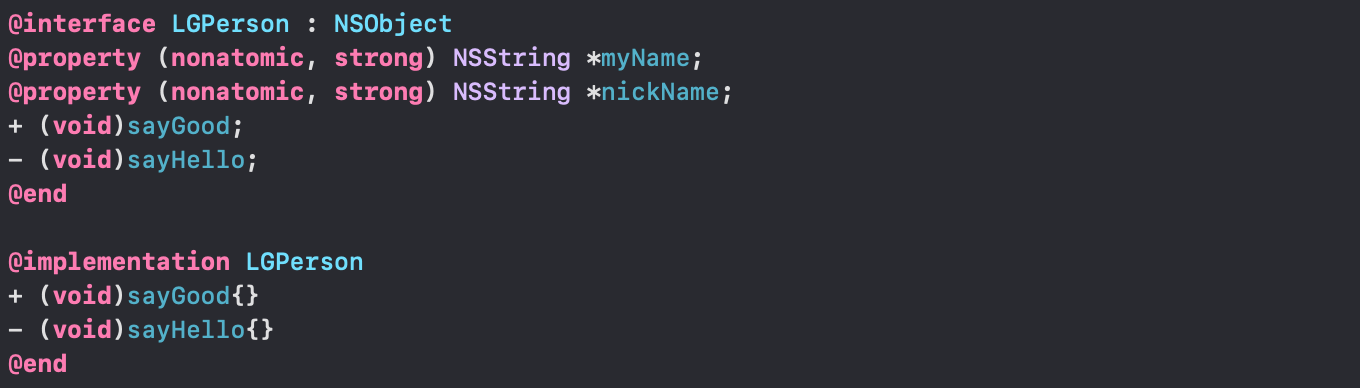 @interface LGPerson : NSObject
@property (nonatomic, strong) NSString *myName;
@property (nonatomic, strong) NSString *nickName;
+ (void)sayGood;
- (void)sayHello;
@end
@implementation LGPerson
+ (void)sayGood{}
- (void)sayHello{}
@end